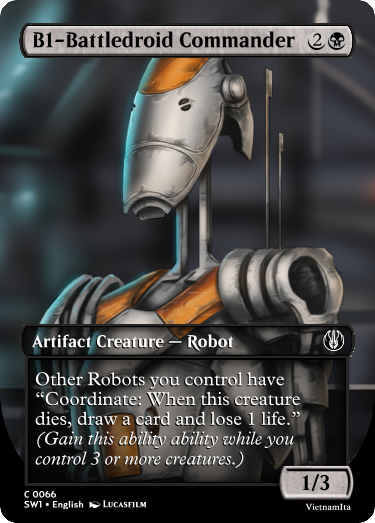 B1-Battledroid Commander 2
Artifact Creature — Robot
Other Robots you control have
“Coordinate: When this creature
dies, draw a card and lose 1 life.”
(Gain this ability ability while you
control 3 or more creatures.)
1/3
C 0066
SW1 • English LUCASFILM
VietnamIta